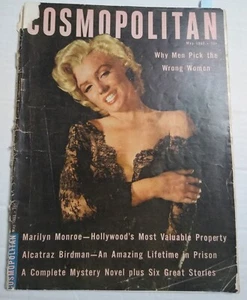 COSMOPOLITAN
Why Men Pick the
Wrong Women
Marilyn Monroe—Hollywood's Most Valuable Property
Alcatraz Birdman—An Amazing Lifetime in Prison
A Complete Mystery Novel plus Six Great Stories
COSMOPOLITAN